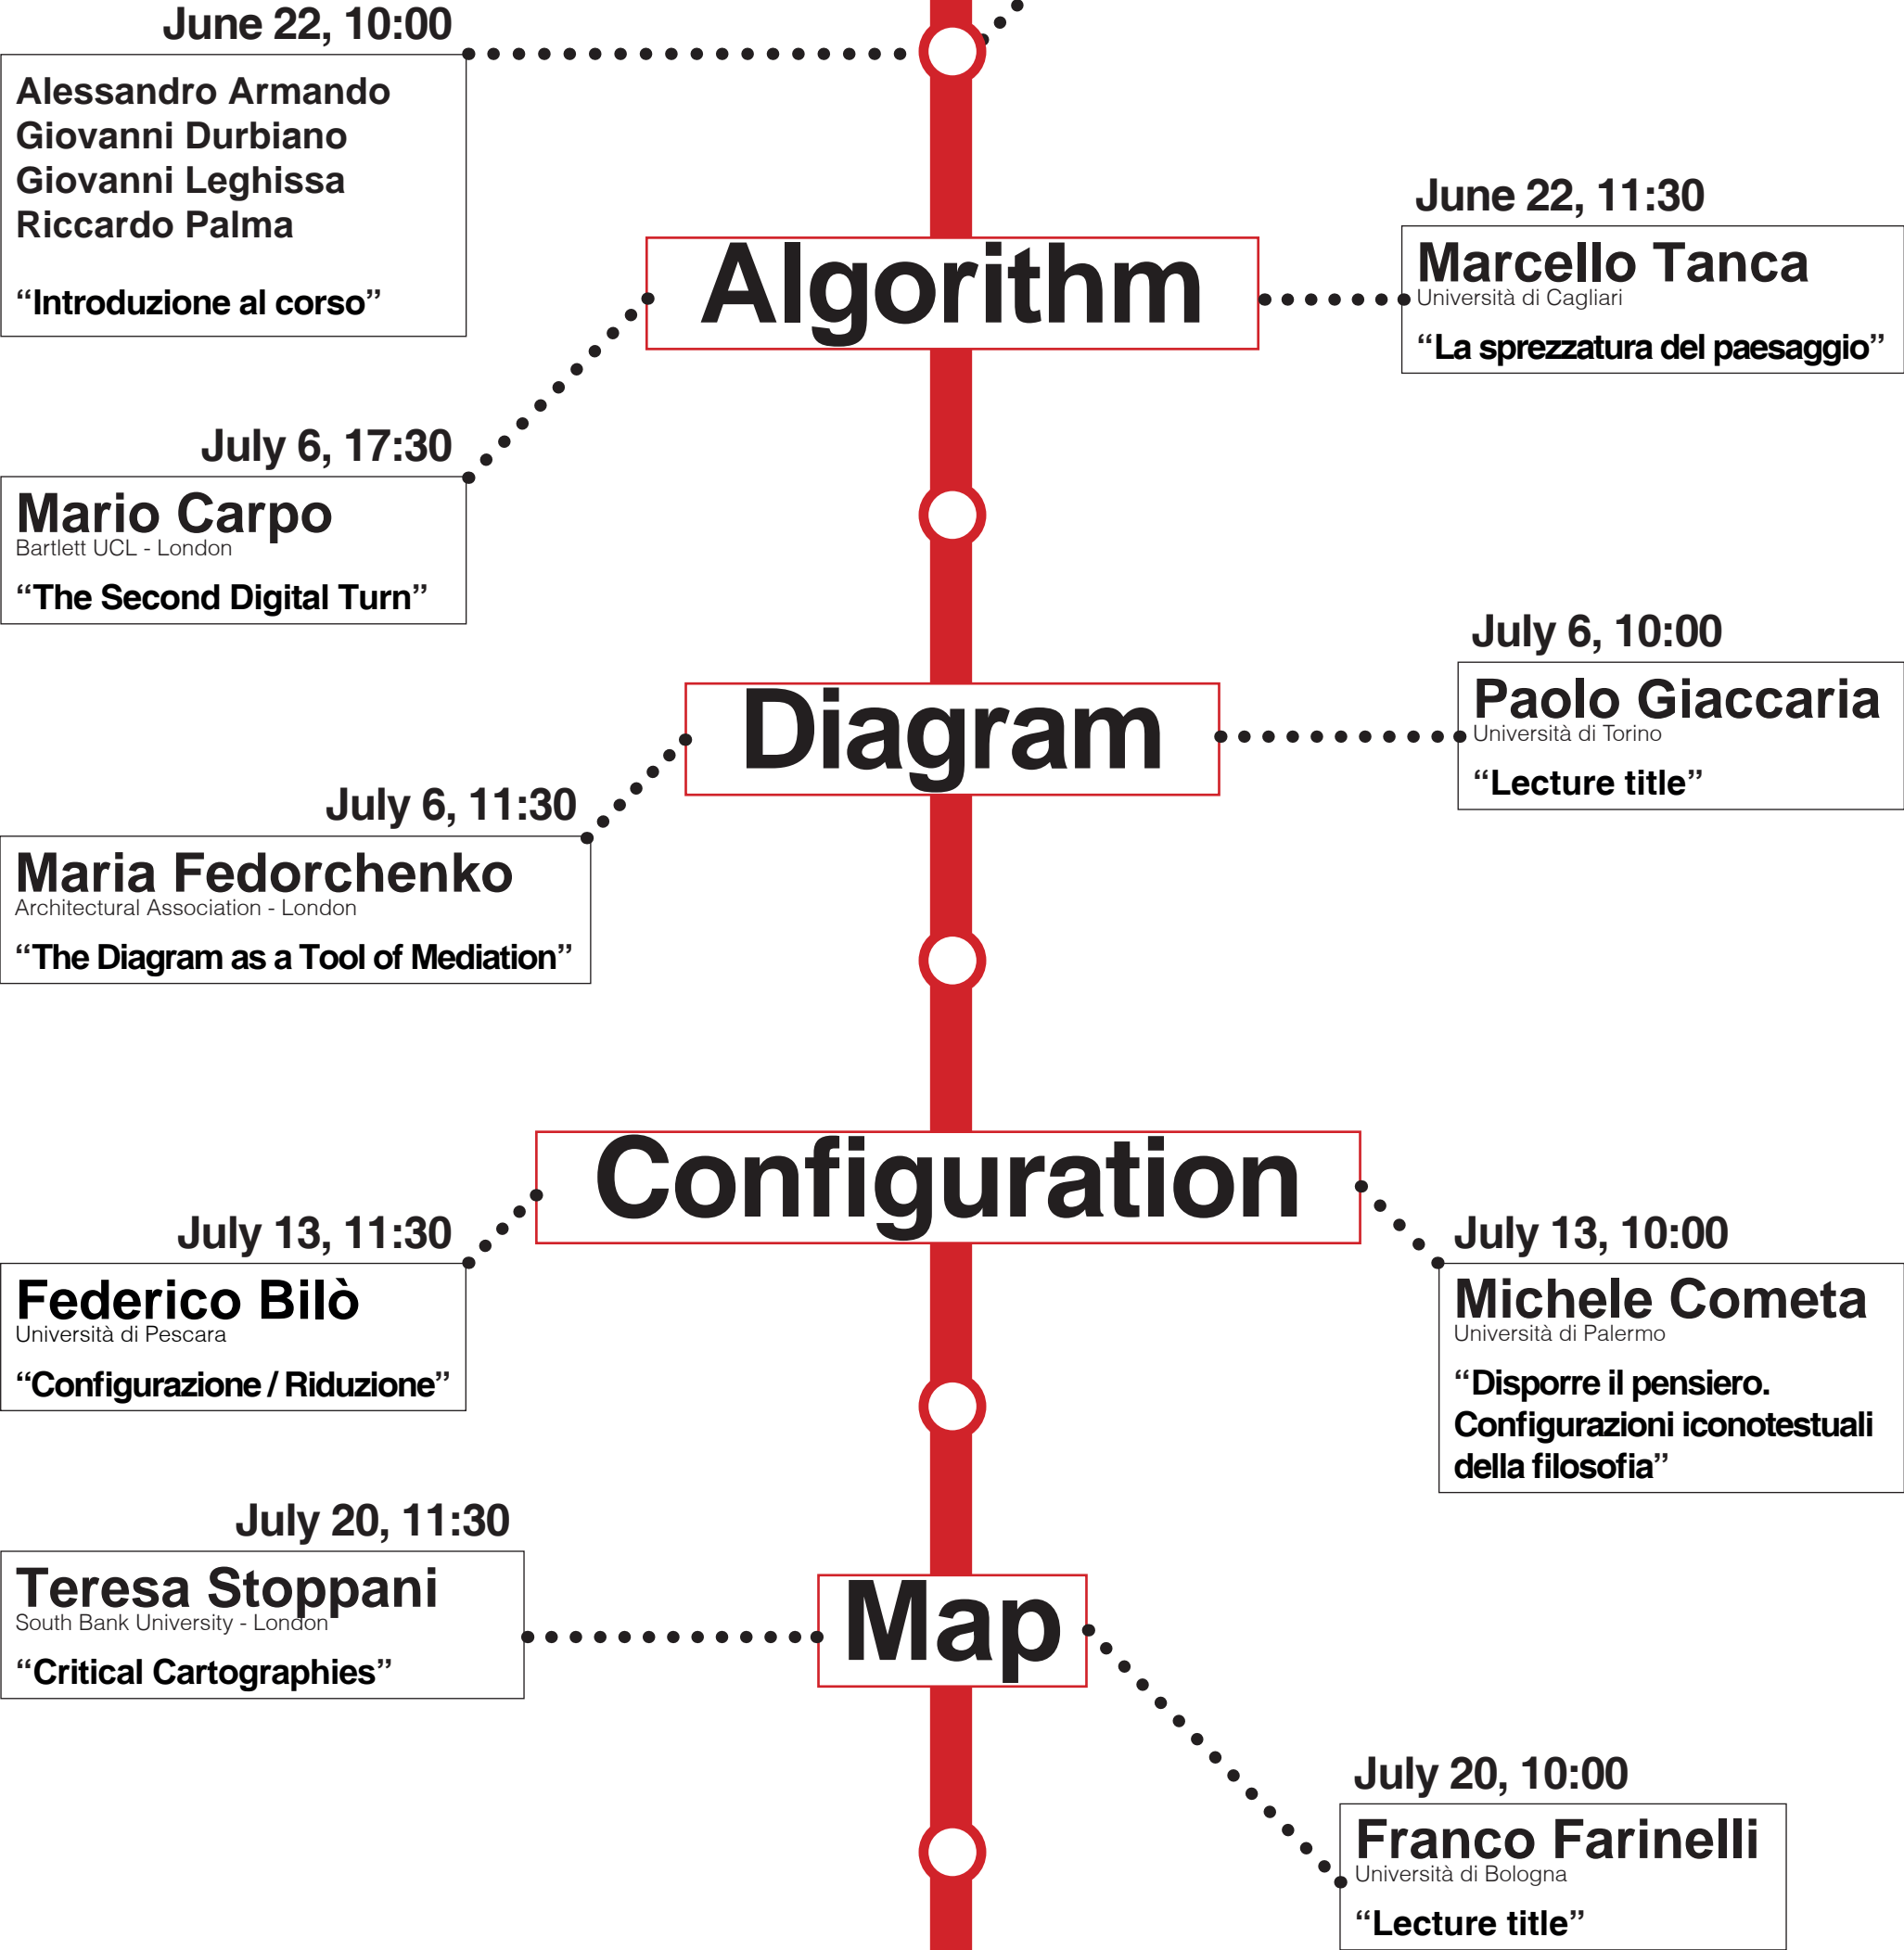 June 22, 10:00
Alessandro Armando
Giovanni Durbiano
Giovanni Leghissa
Riccardo Palma
“Introduzione al corso”
Algorithm
June 22, 11:30
Marcello Tanca
Università di Cagliari
“La sprezzatura del paesaggio”
July 6, 17:30
Mario Carpo
Bartlett UCL - London
“The Second Digital Turn”
Diagram
July 6, 10:00
Paolo Giaccaria
Università di Torino
“Lecture title”
July 6, 11:30
Maria Fedorchenko
Architectural Association - London
“The Diagram as a Tool of Mediation”
Configuration
July 13, 11:30
Federico Bilò
Università di Pescara
“Configurazione / Riduzione”
July 13, 10:00
Michele Cometa
Università di Palermo
“Disporre il pensiero.
Configurazioni iconotestuali
della filosofia”
July 20, 11:30
Teresa Stoppani
South Bank University - London
“Critical Cartographies”
Map
July 20, 10:00
Franco Farinelli
Università di Bologna
“Lecture title”